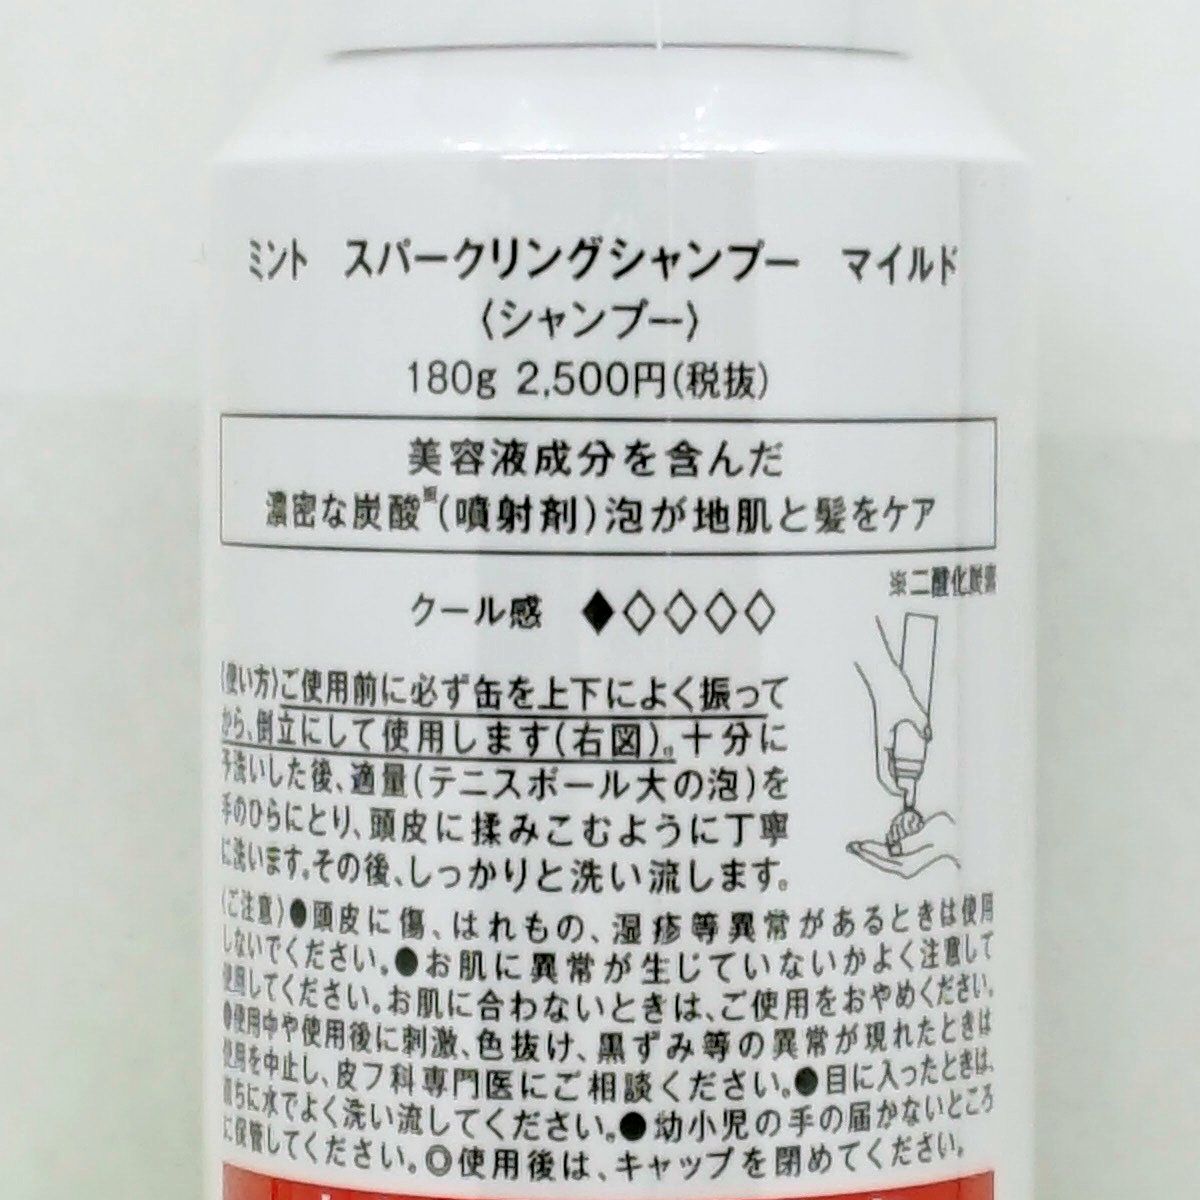 ミント　スパークリングシャンプー　マイルド
〈シャンプー〉
180g 2,500円(税抜)
美容液成分を含んだ
濃密な炭酸※(噴射剤)泡が地肌と髪をケア
※二酸化炭素
クール感 ◆◇◇◇◇
〈使い方〉ご使用前に必ず缶を上下によく振って
から、倒立にして使用します(右図)。十分に
予洗いした後、適量(テニスボール大の泡)を
手のひらにとり、頭皮に揉みこむように丁寧
に洗います。その後、しっかりと洗い流します。
〈ご注意〉●頭皮に傷、はれもの、湿疹等異常があるときは使用
しないでください。●お肌に異常が生じていないかよく注意して
使用してください。お肌に合わないときは、ご使用をおやめください。
●使用中や使用後に刺激、色抜け、黒ずみ等の異常が現れたときは
使用を中止し、皮フ科専門医にご相談ください。●目に入ったときは、
直ちに水でよく洗い流してください。●幼小児の手の届かないところ
に保管してください。◎使用後は、キャップを閉めてください。